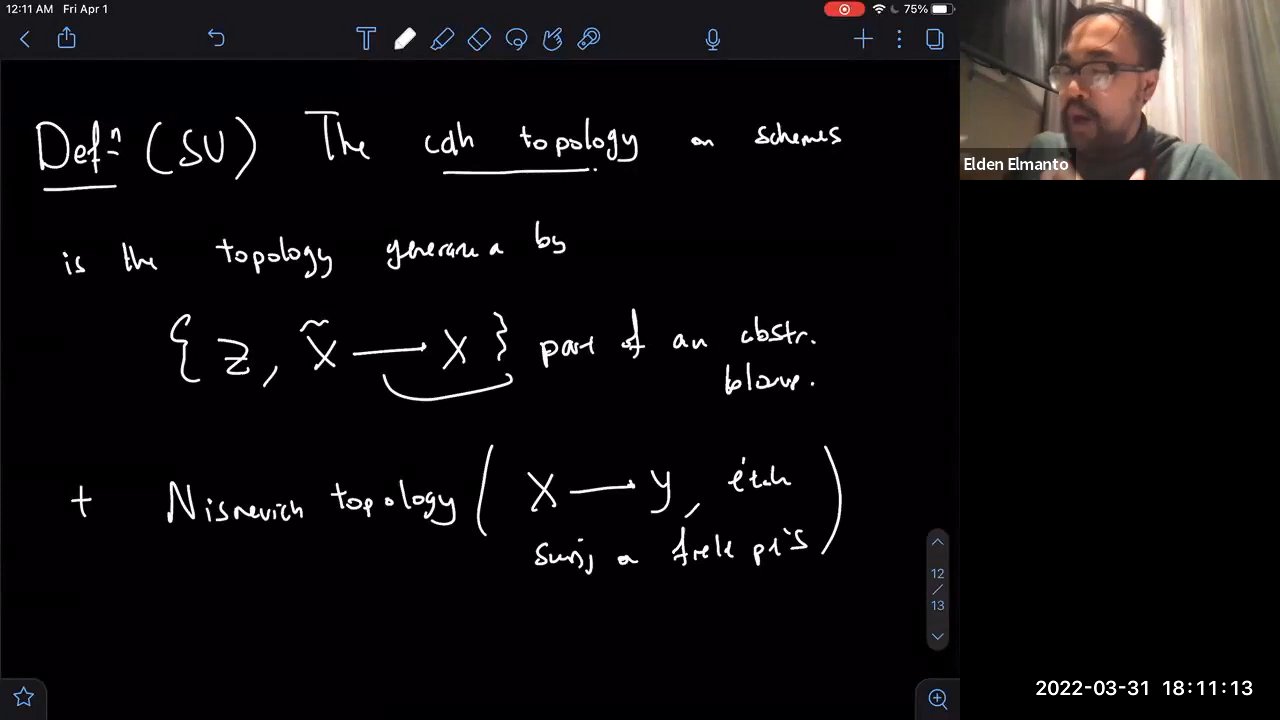 12:11 AM Fri Apr 1
75%
Defⁿ (SV) The cdh topology on schemes
is the topology generated by
{ Z, X̃ → X } part of an abstr.
blowup.
+ Nisnevich topology ( X → Y, étale
surj on field pt's )
12
/
13
Elden Elmanto
2022-03-31 18:11:13